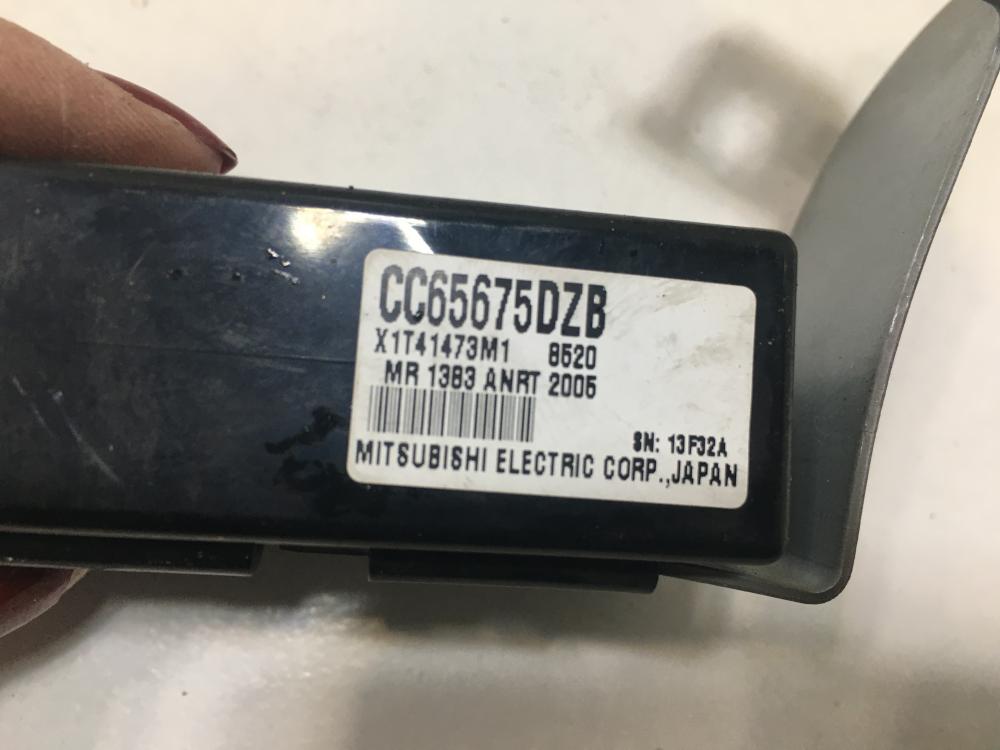 CC65675DZB
X1T41473M1 8520
MR 1383 ANRT 2005
SN: 13F32A
MITSUBISHI ELECTRIC CORP.,JAPAN